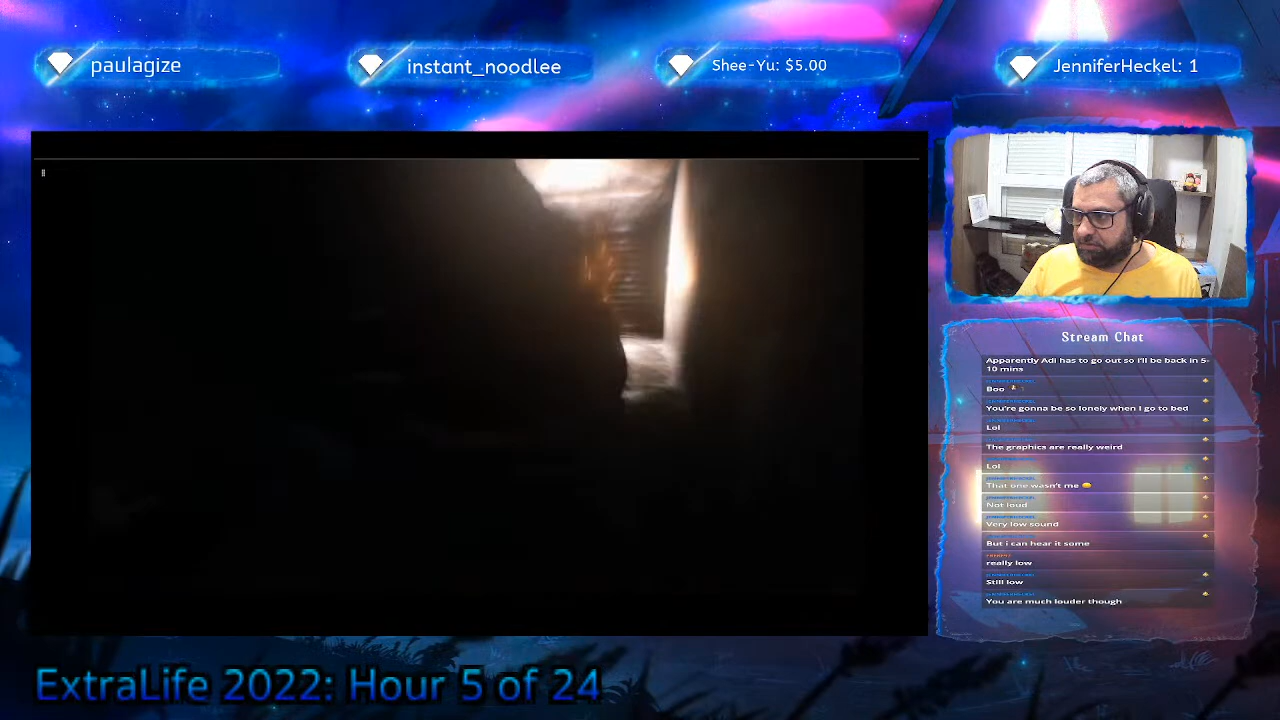 paulagize
instant_noodlee
Shee-Yu: $5.00
JenniferHeckel: 1
Stream Chat
Apparently Adi has to go out so I'll be back in 5-
10 mins
Boo
You're gonna be so lonely when I go to bed
Lol
The graphics are really weird
Lol
That one wasn't me
Not loud
Very low sound
But i can hear it some
really low
Still low
You are much louder though
ExtraLife 2022: Hour 5 of 24